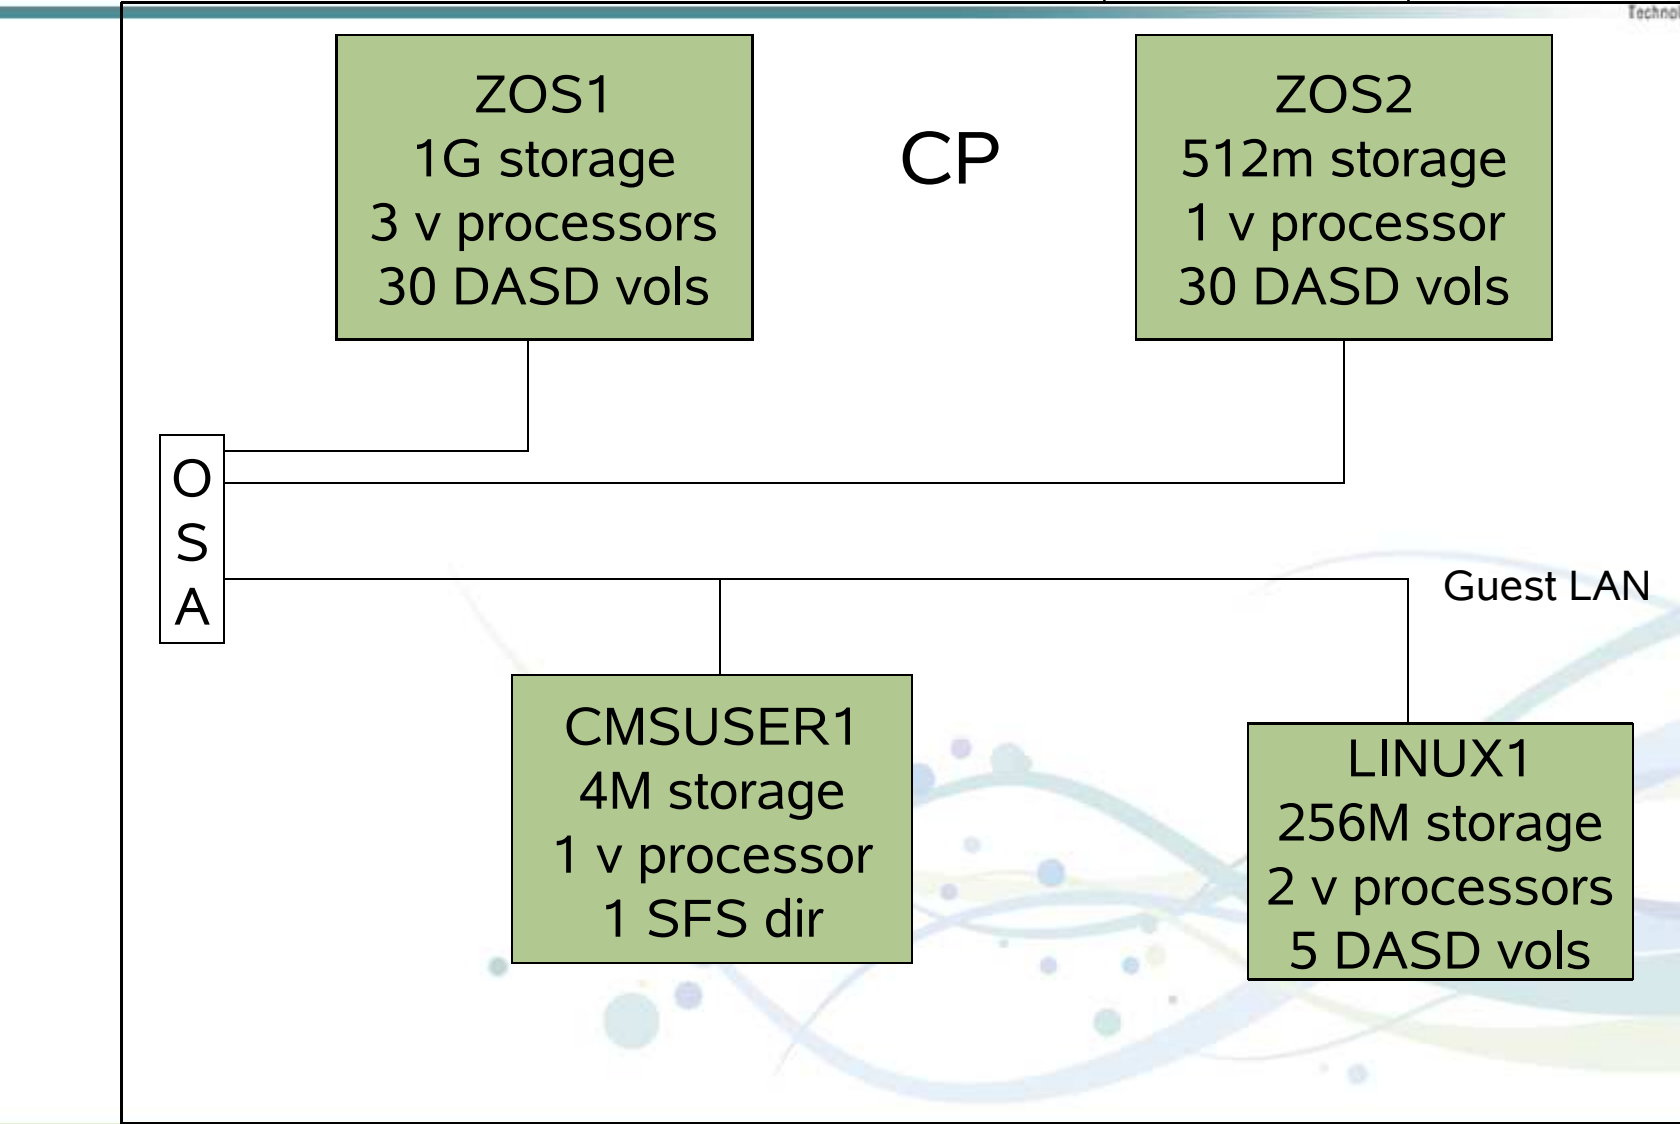 Technol
ZOS1
1G storage
3 v processors
30 DASD vols
CP
ZOS2
512m storage
1 v processor
30 DASD vols
O
S
A
Guest LAN
CMSUSER1
4M storage
1 v processor
1 SFS dir
LINUX1
256M storage
2 v processors
5 DASD vols